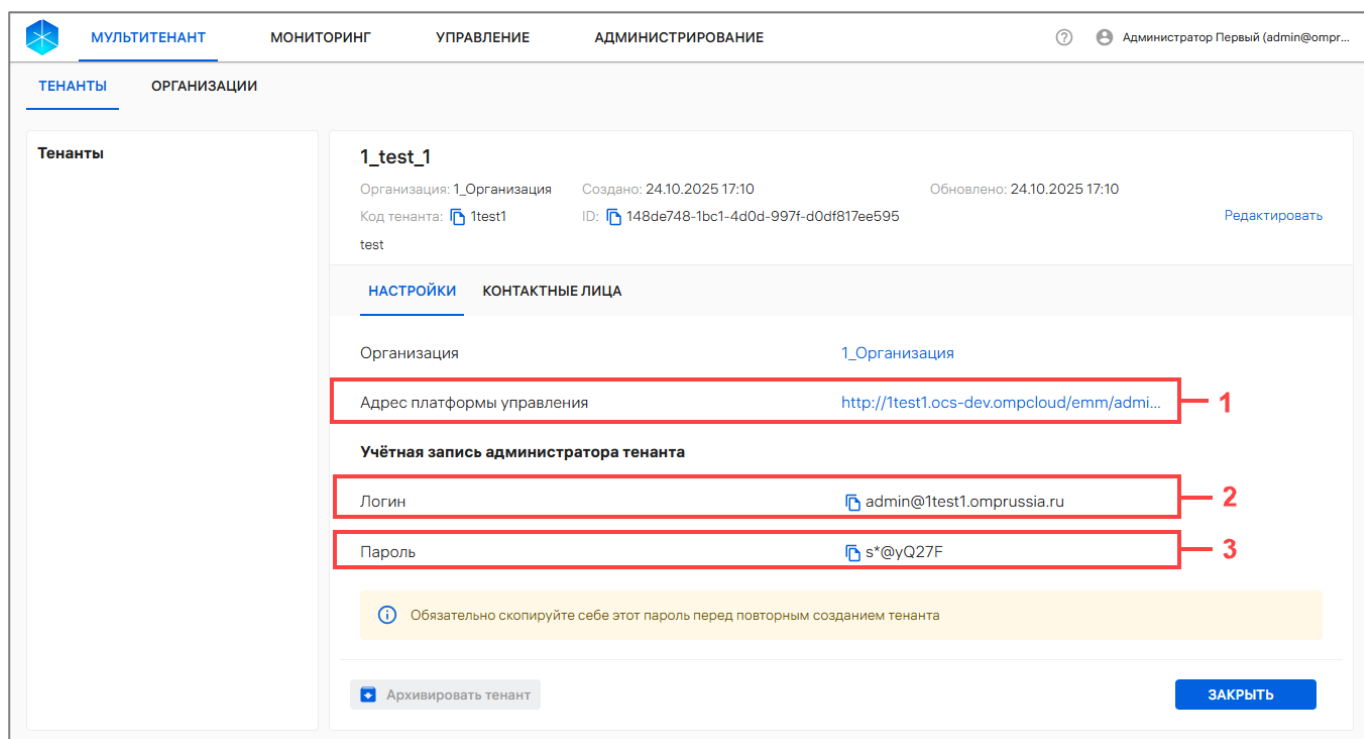 МУЛЬТИТЕНАНТ МОНИТОРИНГ УПРАВЛЕНИЕ АДМИНИСТРИРОВАНИЕ Администратор Первый (admin@ompr...
ТЕНАНТЫ ОРГАНИЗАЦИИ
Тенанты
1_test_1
Организация: 1_Организация Создано: 24.10.2025 17:10 Обновлено: 24.10.2025 17:10
Код тенанта: 1test1 ID: 148de748-1bc1-4d0d-997f-d0df817ee595 Редактировать
test
НАСТРОЙКИ КОНТАКТНЫЕ ЛИЦА
Организация 1_Организация
Адрес платформы управления http://1test1.ocs-dev.ompcloud/emm/admi... 1
Учётная запись администратора тенанта
Логин admin@1test1.omprussia.ru 2
Пароль s*@yQ27F 3
Обязательно скопируйте себе этот пароль перед повторным созданием тенанта
Архивировать тенант ЗАКРЫТЬ